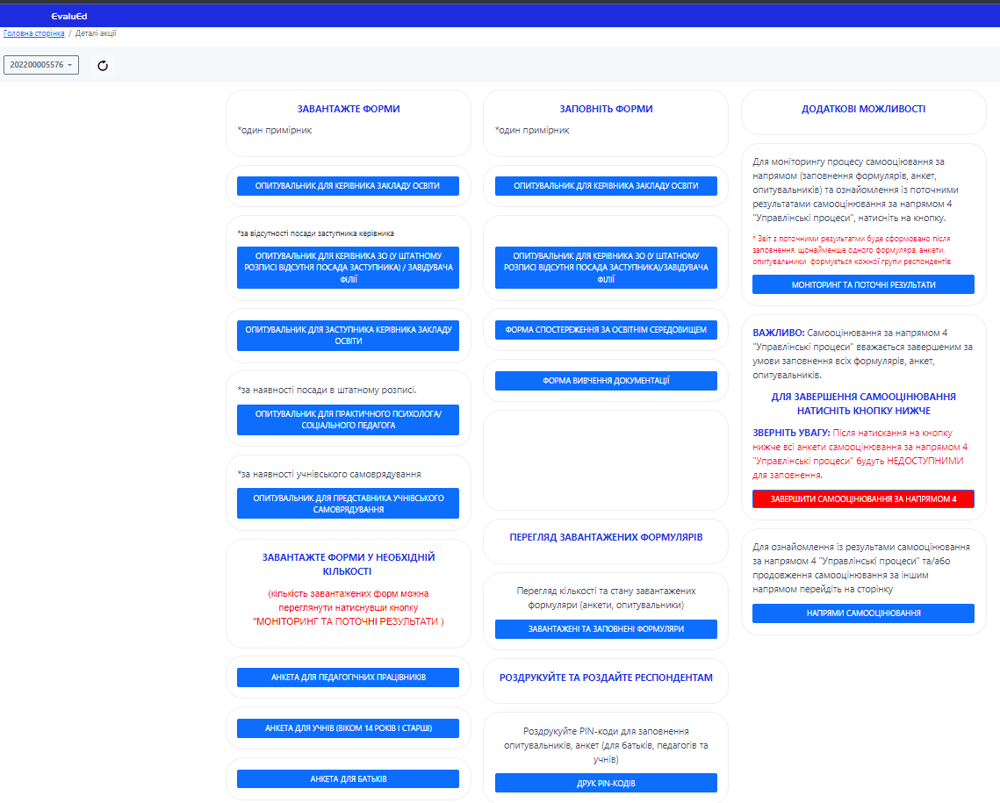 EvaluEd
Головна сторінка / Деталі акції
202200005576
ЗАВАНТАЖТЕ ФОРМИ
*один примірник
ОПИТУВАЛЬНИК ДЛЯ КЕРІВНИКА ЗАКЛАДУ ОСВІТИ
*за відсутності посади заступника керівника
ОПИТУВАЛЬНИК ДЛЯ КЕРІВНИКА ЗО (У ШТАТНОМУ
РОЗПИСІ ВІДСУТНЯ ПОСАДА ЗАСТУПНИКА) / ЗАВІДУВАЧА
ФІЛІЇ
ОПИТУВАЛЬНИК ДЛЯ ЗАСТУПНИКА КЕРІВНИКА ЗАКЛАДУ
ОСВІТИ
*за наявності посади в штатному розписі.
ОПИТУВАЛЬНИК ДЛЯ ПРАКТИЧНОГО ПСИХОЛОГА/
СОЦІАЛЬНОГО ПЕДАГОГА
*за наявності учнівського самоврядування
ОПИТУВАЛЬНИК ДЛЯ ПРЕДСТАВНИКА УЧНІВСЬКОГО
САМОВРЯДУВАННЯ
ЗАВАНТАЖТЕ ФОРМИ У НЕОБХІДНІЙ
КІЛЬКОСТІ
(кількість завантажених форм можна
переглянути натиснувши кнопку
"МОНІТОРИНГ ТА ПОТОЧНІ РЕЗУЛЬТАТИ )
АНКЕТА ДЛЯ ПЕДАГОГІЧНИХ ПРАЦІВНИКІВ
АНКЕТА ДЛЯ УЧНІВ (ВІКОМ 14 РОКІВ І СТАРШІ)
АНКЕТА ДЛЯ БАТЬКІВ
ЗАПОВНІТЬ ФОРМИ
*один примірник
ОПИТУВАЛЬНИК ДЛЯ КЕРІВНИКА ЗАКЛАДУ ОСВІТИ
ОПИТУВАЛЬНИК ДЛЯ КЕРІВНИКА ЗО (У ШТАТНОМУ
РОЗПИСІ ВІДСУТНЯ ПОСАДА ЗАСТУПНИКА)/ЗАВІДУВАЧА
ФІЛІЇ
ФОРМА СПОСТЕРЕЖЕННЯ ЗА ОСВІТНІМ СЕРЕДОВИЩЕМ
ФОРМА ВИВЧЕННЯ ДОКУМЕНТАЦІЇ
ПЕРЕГЛЯД ЗАВАНТАЖЕНИХ ФОРМУЛЯРІВ
Перегляд кількості та стану завантажених
формуляри (анкети, опитувальники)
ЗАВАНТАЖЕНІ ТА ЗАПОВНЕНІ ФОРМУЛЯРИ
РОЗДРУКУЙТЕ ТА РОЗДАЙТЕ РЕСПОНДЕНТАМ
Роздрукуйте PIN-коди для заповнення
опитувальників, анкет (для батьків, педагогів та
учнів)
ДРУК PIN-КОДІВ
ДОДАТКОВІ МОЖЛИВОСТІ
Для моніторингу процесу самооціювання за
напрямом (заповнення формулярів, анкет,
опитувальників) та ознайомлення із поточними
результатами самооцінювання за напрямом 4
"Управлінські процеси", натисніть на кнопку.
* Звіт з поточними результатми буде сформовано після
заповнення, щонайменше одного формуляра, анкети,
опитувальники формується кожної групи респондентів
МОНІТОРИНГ ТА ПОТОЧНІ РЕЗУЛЬТАТИ
ВАЖЛИВО: Самооцінювання за напрямом 4
"Управлінські процеси" вважається завершеним за
умови заповнення всіх формулярів, анкет,
опитувальників.
ДЛЯ ЗАВЕРШЕННЯ САМООЦІНЮВАННЯ
НАТИСНІТЬ КНОПКУ НИЖЧЕ
ЗВЕРНІТЬ УВАГУ: Після натискання на кнопку
нижче всі анкети самооцінювання за напрямом 4
"Управлінські процеси" будуть НЕДОСТУПНИМИ
для заповнення.
ЗАВЕРШИТИ САМООЦІНЮВАННЯ ЗА НАПРЯМОМ 4
Для ознайомлення із результами самооцінювання
за напрямом 4 "Управлінські процеси" та/або
продовження самооцінювання за іншим
напрямом перейдіть на сторінку
НАПРЯМИ САМООЦІНЮВАННЯ